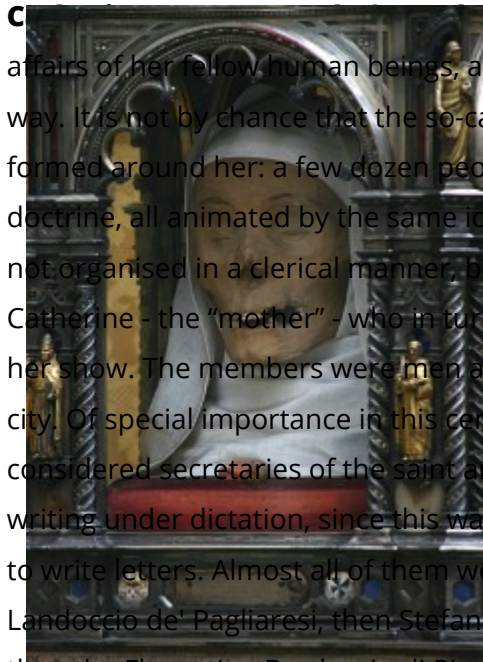 affairs of her fellow human beings, a
way. It is not by chance that the so-ca
formed around her: a few dozen peo
doctrine, all animated by the same
not organised in a clerical manner,
Catherine - the “mother” - who in tur
her show. The members were men a
city. Of special importance in this cer
considered secretaries of the saint a
writing under dictation, since this wa
to write letters. Almost all of them we
Landoccio de' Pagliaresi, then Stefan